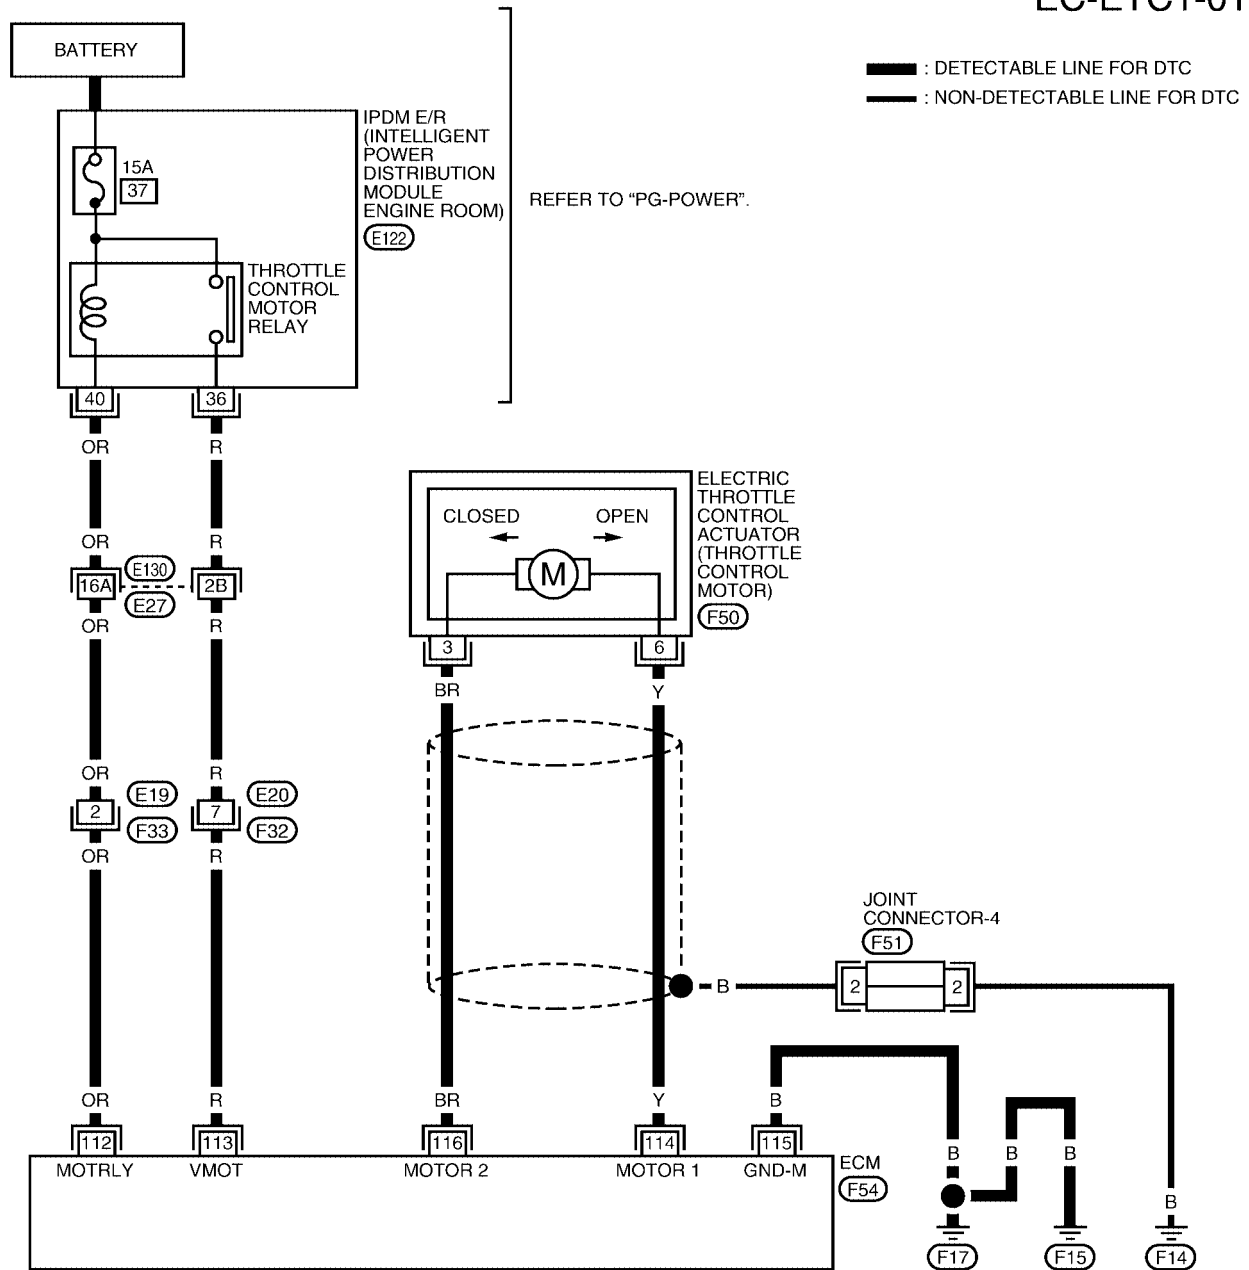 EC-ETC1-01
BATTERY
: DETECTABLE LINE FOR DTC
: NON-DETECTABLE LINE FOR DTC
IPDM E/R
(INTELLIGENT
POWER
DISTRIBUTION
MODULE
ENGINE ROOM)
E122
15A
37
REFER TO “PG-POWER”.
THROTTLE
CONTROL
MOTOR
RELAY
40 36
OR R
ELECTRIC
THROTTLE
CONTROL
ACTUATOR
(THROTTLE
CONTROL
MOTOR)
F50
CLOSED OPEN
M
OR R
16A E130 2B
E27
OR R
3 6
BR Y
OR R
2 E19 7 E20
F33 F32
OR R
JOINT
CONNECTOR-4
F51
B 2 2
OR R BR Y B
112 113 116 114 115
MOTRLY VMOT MOTOR 2 MOTOR 1 GND-M
ECM
F54
B B B
B
F17 F15 F14